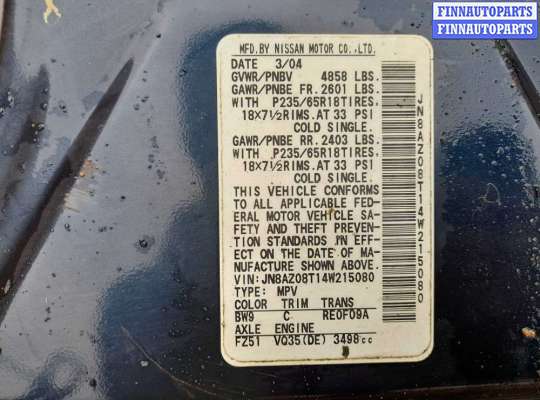 FINNAUTOPARTS
FINNAUTOPARTS
MFD.BY NISSAN MOTOR CO.,LTD.
DATE 3/04
GVWR/PNBV 4858 LBS.
GAWR/PNBE FR.2601 LBS.
WITH P235/65R18TIRES.
18X7½RIMS.AT 33 PSI
COLD SINGLE.
GAWR/PNBE RR.2403 LBS.
WITH P235/65R18TIRES.
18X7½RIMS.AT 33 PSI
COLD SINGLE.
THIS VEHICLE CONFORMS
TO ALL APPLICABLE FED-
ERAL MOTOR VEHICLE SA-
FETY AND THEFT PREVEN-
TION STANDARDS IN EFF-
ECT ON THE DATE OF MA-
NUFACTURE SHOWN ABOVE.
VIN:JN8AZ08T14W215080
TYPE: MPV
COLOR TRIM TRANS
BW9 C RE0F09A
AXLE ENGINE
FZ51 VQ35(DE) 3498cc
JN8AZ08T14W215080